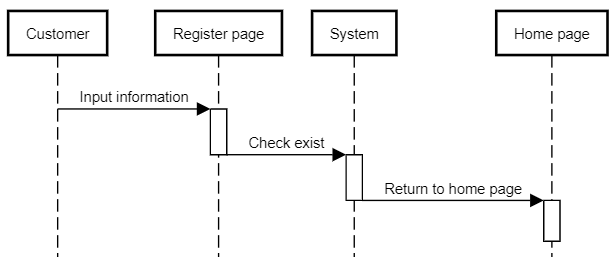 Customer
Register page
System
Home page
Input information
Check exist
Return to home page